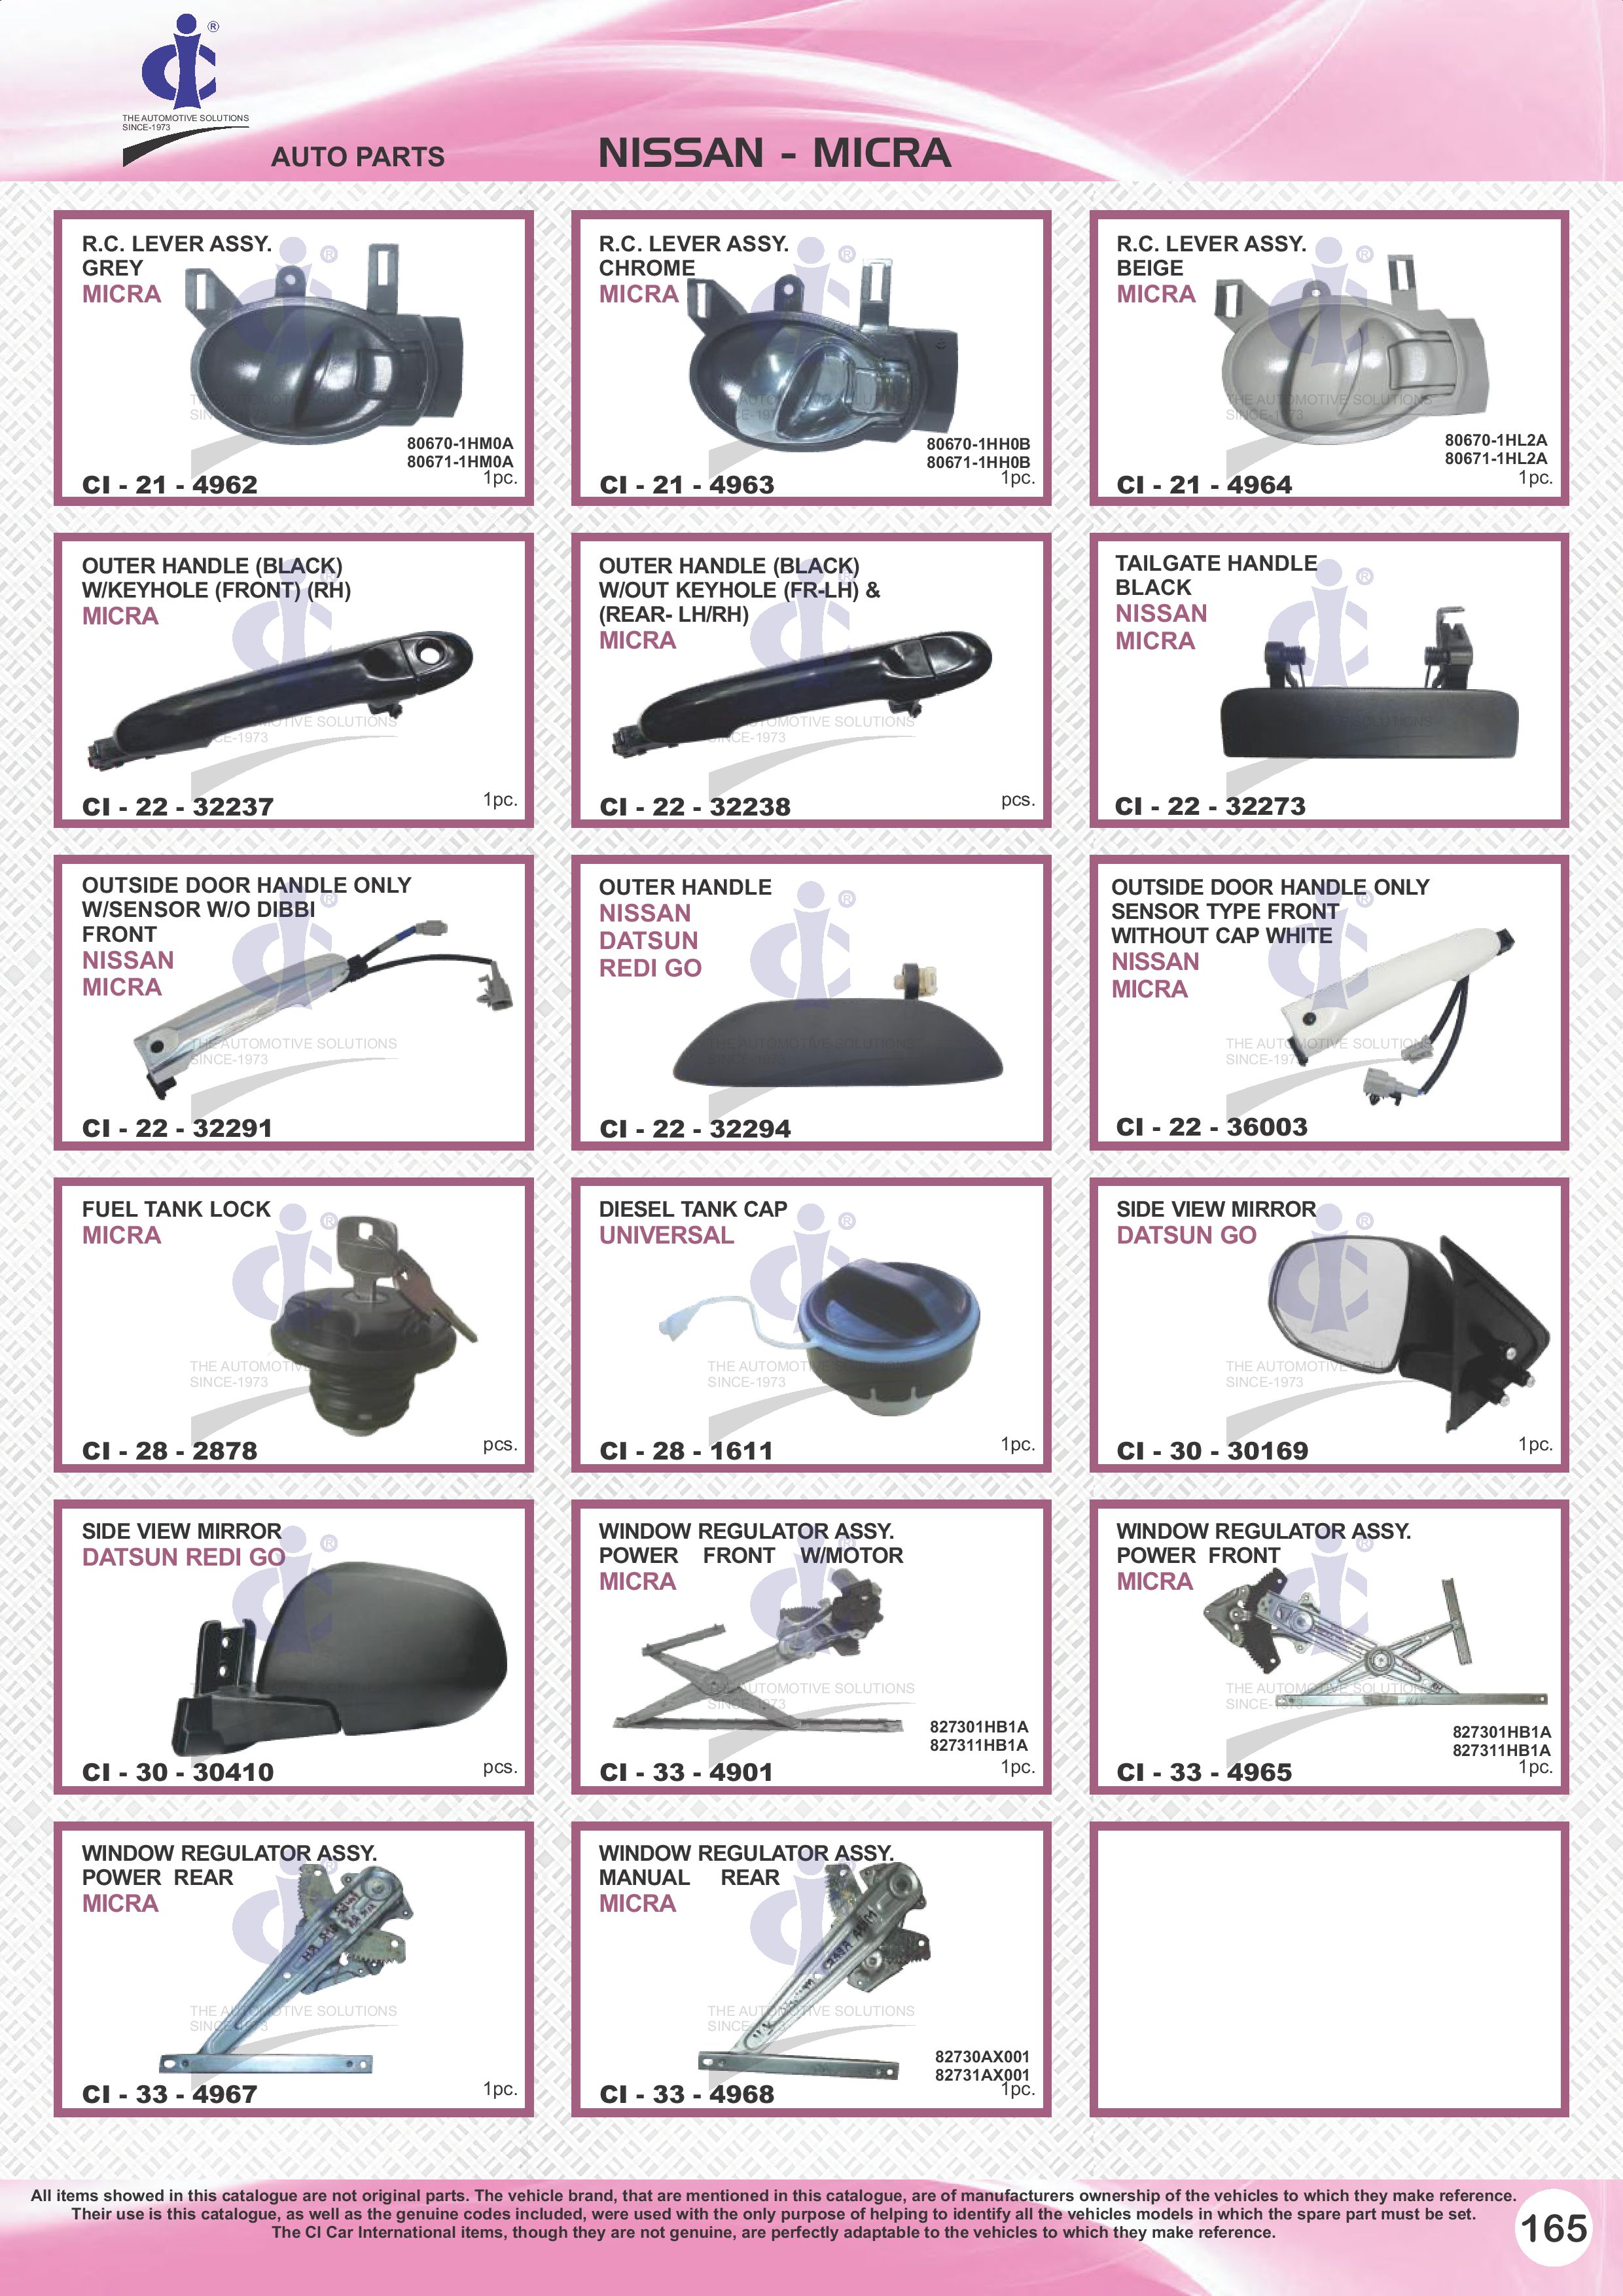 ®
THE AUTOMOTIVE SOLUTIONS
SINCE-1973
AUTO PARTS
NISSAN - MICRA
R.C. LEVER ASSY.
GREY
MICRA
80670-1HM0A
80671-1HM0A
1pc.
CI - 21 - 4962
R.C. LEVER ASSY.
CHROME
MICRA
80670-1HH0B
80671-1HH0B
1pc.
CI - 21 - 4963
R.C. LEVER ASSY.
BEIGE
MICRA
80670-1HL2A
80671-1HL2A
1pc.
CI - 21 - 4964
OUTER HANDLE (BLACK)
W/KEYHOLE (FRONT) (RH)
MICRA
1pc.
CI - 22 - 32237
OUTER HANDLE (BLACK)
W/OUT KEYHOLE (FR-LH) &
(REAR- LH/RH)
MICRA
pcs.
CI - 22 - 32238
TAILGATE HANDLE
BLACK
NISSAN
MICRA
CI - 22 - 32273
OUTSIDE DOOR HANDLE ONLY
W/SENSOR W/O DIBBI
FRONT
NISSAN
MICRA
CI - 22 - 32291
OUTER HANDLE
NISSAN
DATSUN
REDI GO
CI - 22 - 32294
OUTSIDE DOOR HANDLE ONLY
SENSOR TYPE FRONT
WITHOUT CAP WHITE
NISSAN
MICRA
CI - 22 - 36003
FUEL TANK LOCK
MICRA
pcs.
CI - 28 - 2878
DIESEL TANK CAP
UNIVERSAL
1pc.
CI - 28 - 1611
SIDE VIEW MIRROR
DATSUN GO
1pc.
CI - 30 - 30169
SIDE VIEW MIRROR
DATSUN REDI GO
pcs.
CI - 30 - 30410
WINDOW REGULATOR ASSY.
POWER FRONT W/MOTOR
MICRA
827301HB1A
827311HB1A
1pc.
CI - 33 - 4901
WINDOW REGULATOR ASSY.
POWER FRONT
MICRA
827301HB1A
827311HB1A
1pc.
CI - 33 - 4965
WINDOW REGULATOR ASSY.
POWER REAR
MICRA
1pc.
CI - 33 - 4967
WINDOW REGULATOR ASSY.
MANUAL REAR
MICRA
82730AX001
82731AX001
1pc.
CI - 33 - 4968
All items showed in this catalogue are not original parts. The vehicle brand, that are mentioned in this catalogue, are of manufacturers ownership of the vehicles to which they make reference.
Their use is this catalogue, as well as the genuine codes included, were used with the only purpose of helping to identify all the vehicles models in which the spare part must be set.
The CI Car International items, though they are not genuine, are perfectly adaptable to the vehicles to which they make reference.
165